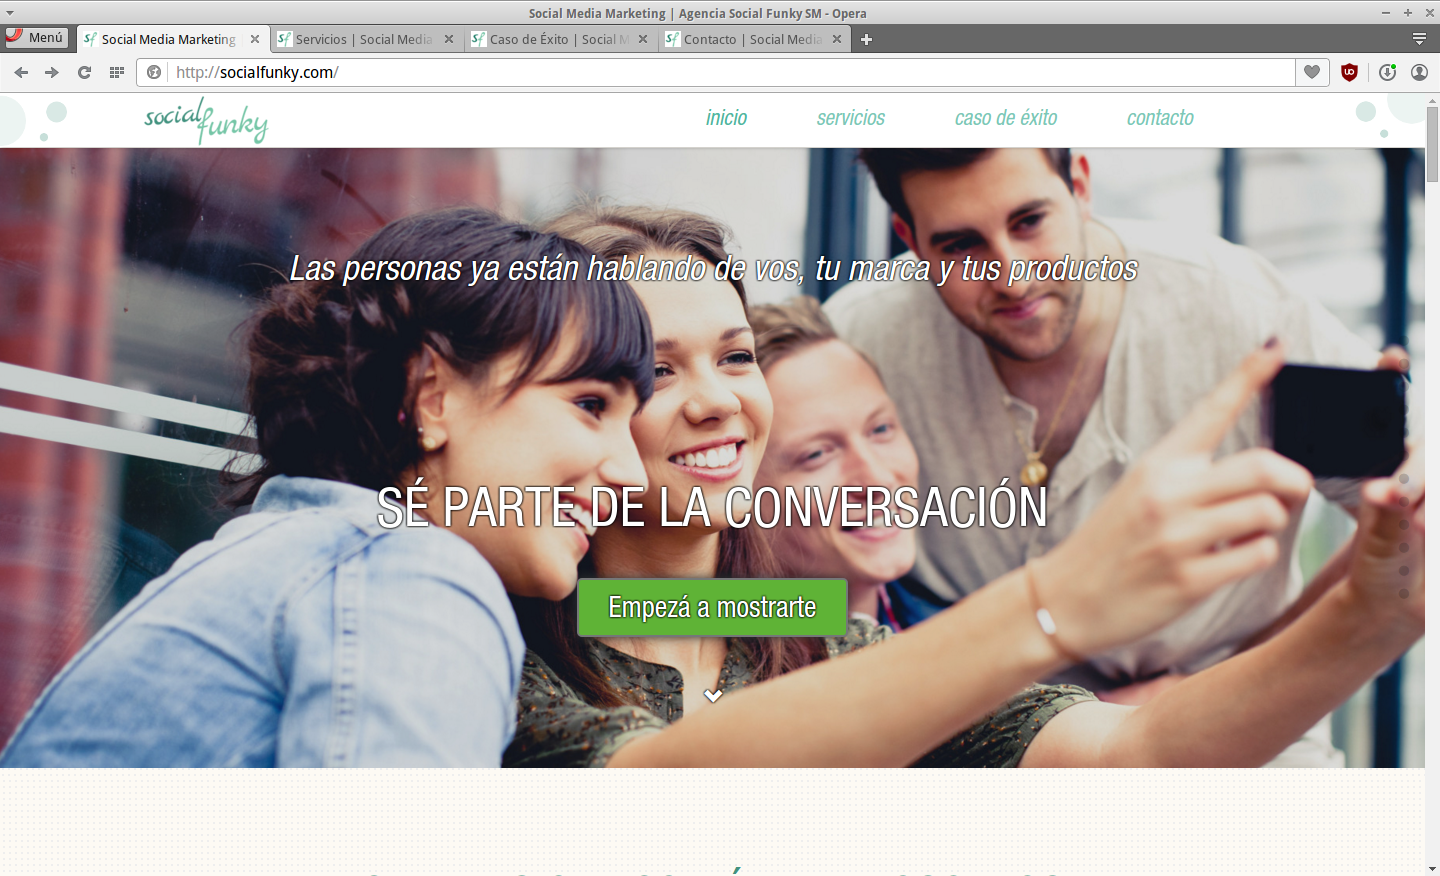 Social Media Marketing | Agencia Social Funky SM - Opera
Menú
Social Media Marketing
Servicios | Social Media
Caso de Éxito | Social M
Contacto | Social Media
http://socialfunky.com/
social funky
inicio
servicios
caso de éxito
contacto
Las personas ya están hablando de vos, tu marca y tus productos
SÉ PARTE DE LA CONVERSACIÓN
Empezá a mostrarte